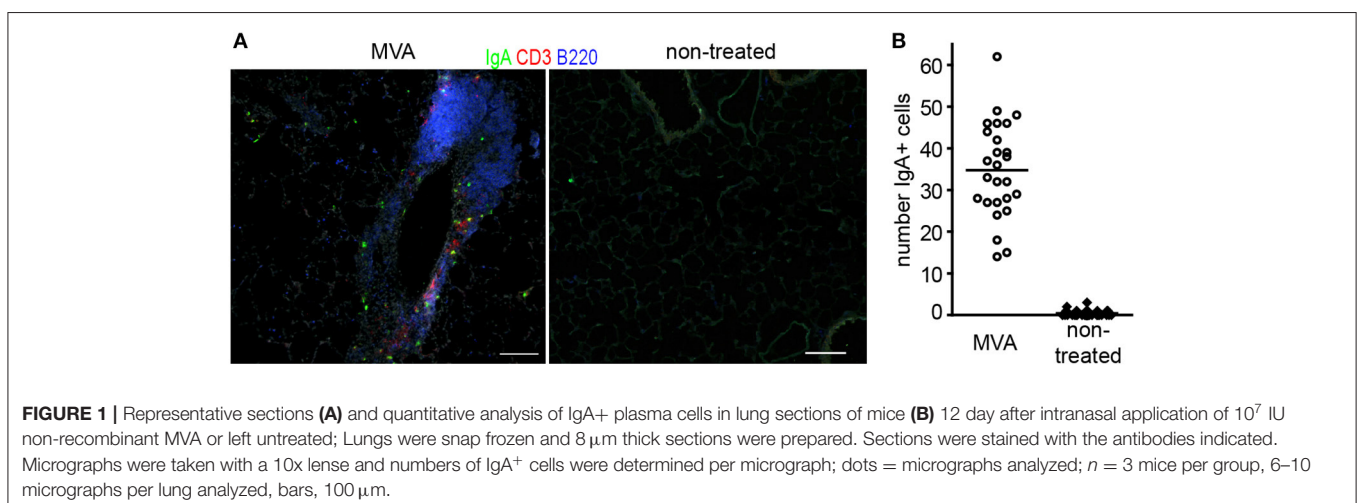 A
MVA
IgA CD3 B220
non-treated
B
number IgA+ cells
60
50
40
30
20
10
0
MVA
non-
treated
FIGURE 1 | Representative sections (A) and quantitative analysis of IgA+ plasma cells in lung sections of mice (B) 12 day after intranasal application of 10⁷ IU
non-recombinant MVA or left untreated; Lungs were snap frozen and 8 μm thick sections were prepared. Sections were stained with the antibodies indicated.
Micrographs were taken with a 10x lense and numbers of IgA⁺ cells were determined per micrograph; dots = micrographs analyzed; n = 3 mice per group, 6–10
micrographs per lung analyzed, bars, 100 μm.